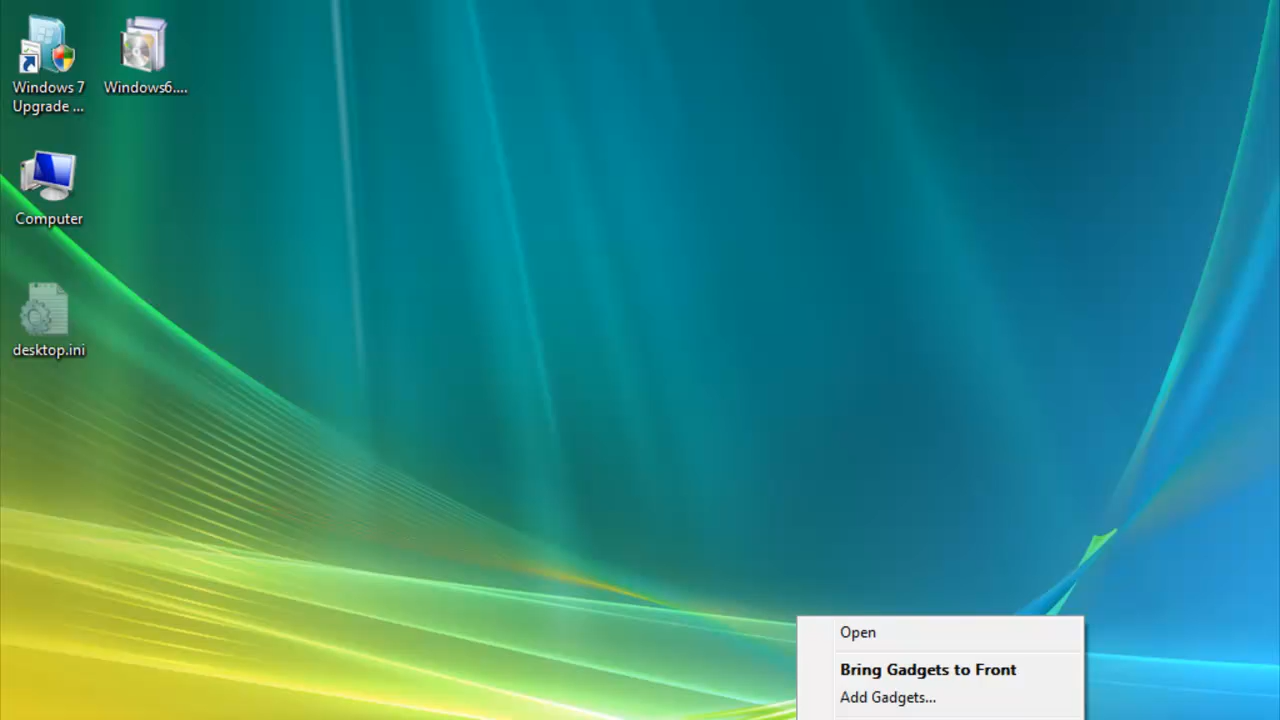 Windows 7
Upgrade ...
Windows6....
Computer
desktop.ini
Open
Bring Gadgets to Front
Add Gadgets...